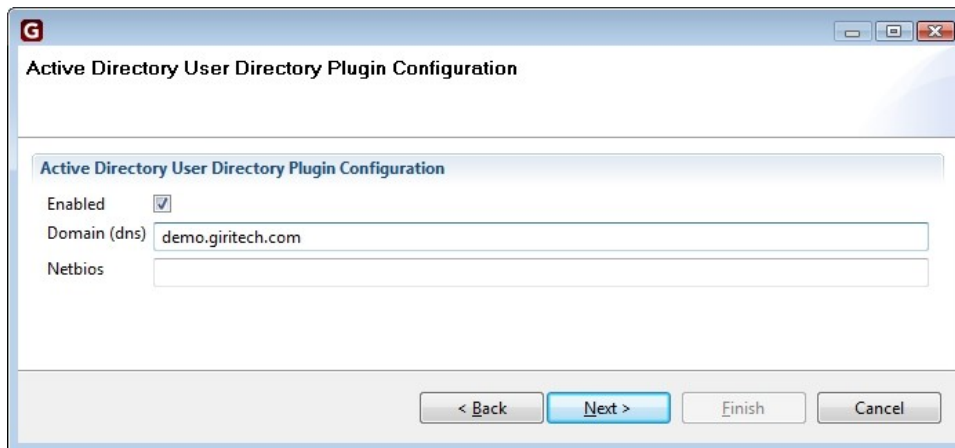 G
Active Directory User Directory Plugin Configuration
Active Directory User Directory Plugin Configuration
Enabled
Domain (dns) demo.giritech.com
Netbios
< Back Next > Finish Cancel